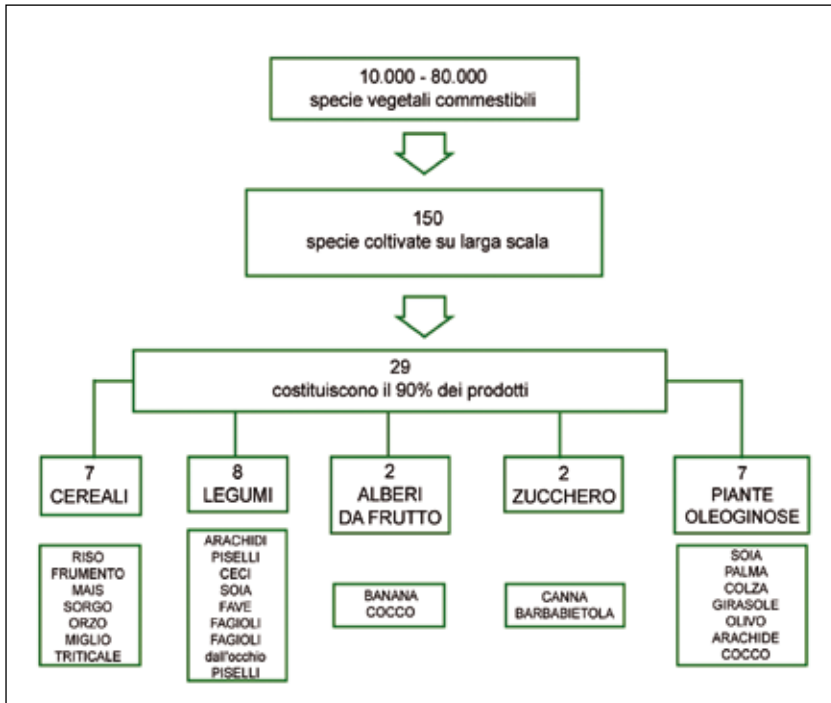 10.000 - 80.000
specie vegetali commestibili
150
specie coltivate su larga scala
29
costituiscono il 90% dei prodotti
7
CEREALI
8
LEGUMI
2
ALBERI
DA FRUTTO
2
ZUCCHERO
7
PIANTE
OLEOGINOSE
RISO
FRUMENTO
MAIS
SORGO
ORZO
MIGLIO
TRITICALE
ARACHIDI
PISELLI
CECI
SOIA
FAVE
FAGIOLI
FAGIOLI
dall'occhio
PISELLI
BANANA
COCCO
CANNA
BARBABIETOLA
SOIA
PALMA
COLZA
GIRASOLE
OLIVO
ARACHIDE
COCCO